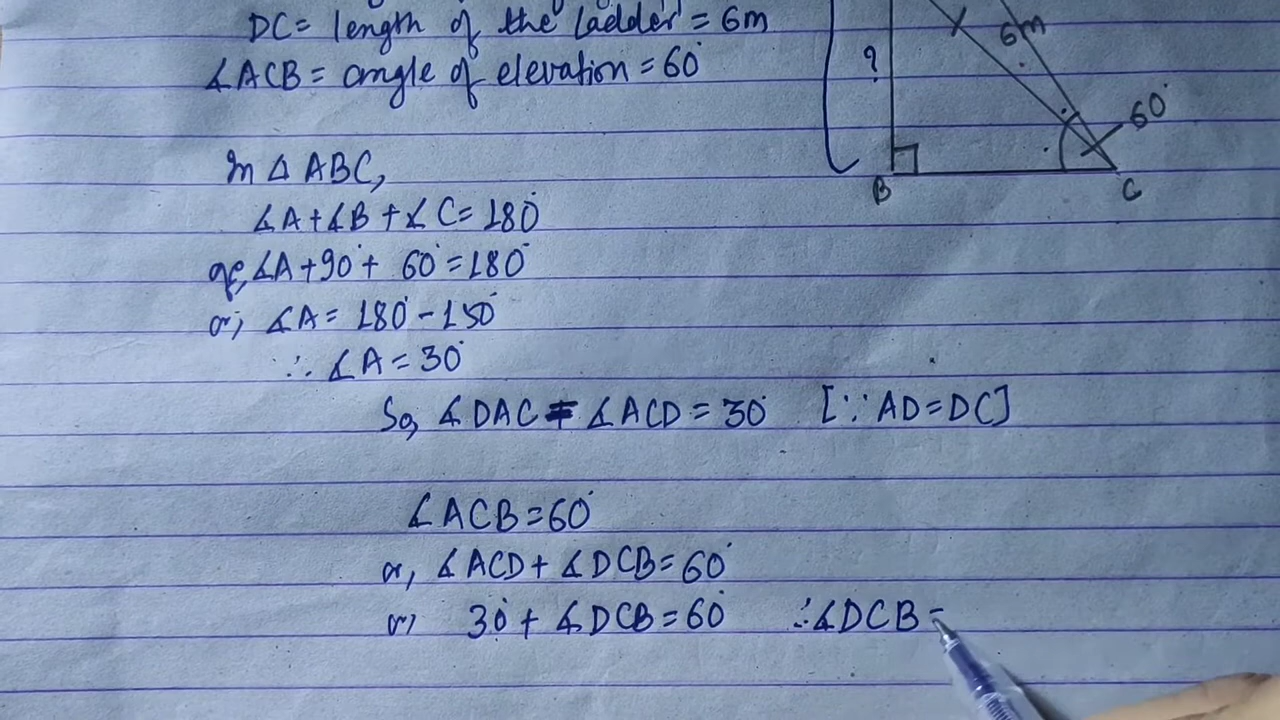 DC = length of the ladder = 6m
∡ACB = angle of elevation = 60°
?
6m
60°
B
C
In △ ABC,
∡A + ∡B + ∡C = 180°
∡A + 90° + 60° = 180°
or, ∡A = 180° - 150°
∴ ∡A = 30°
So, ∡DAC = ∡ACD = 30° [∵ AD = DC]
∡ACB = 60°
or, ∡ACD + ∡DCB = 60°
or, 30° + ∡DCB = 60° ∴ ∡DCB =